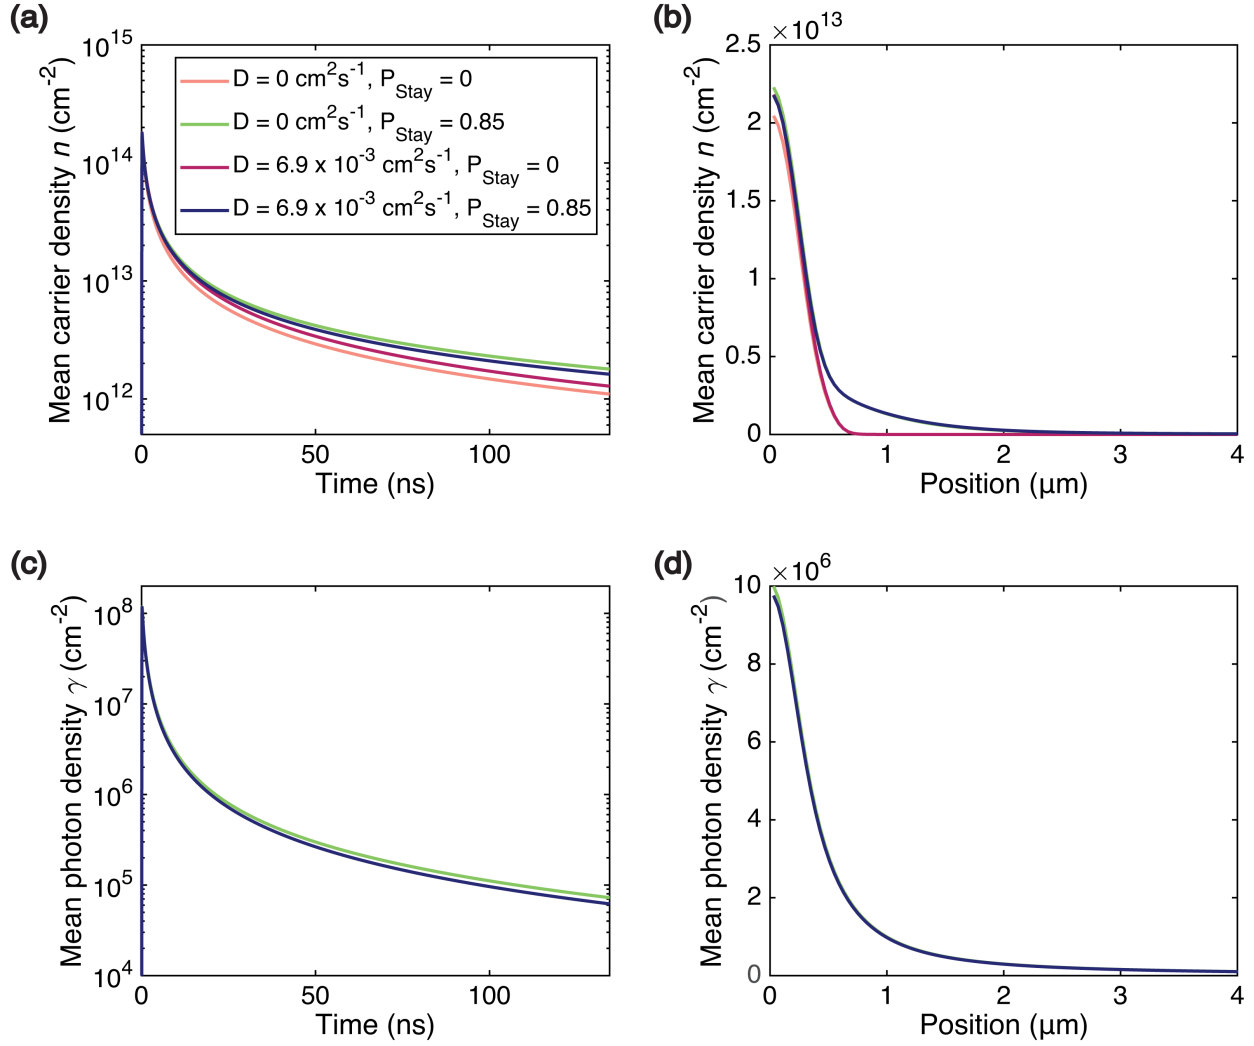 (a)
10^15
10^14
10^13
10^12
Mean carrier density n (cm^-2)
D = 0 cm^2s^-1, P_Stay = 0
D = 0 cm^2s^-1, P_Stay = 0.85
D = 6.9 x 10^-3 cm^2s^-1, P_Stay = 0
D = 6.9 x 10^-3 cm^2s^-1, P_Stay = 0.85
0 50 100
Time (ns)
(b)
×10^13
2.5
2
1.5
1
0.5
0
Mean carrier density n (cm^-2)
0 1 2 3 4
Position (μm)
(c)
10^8
10^7
10^6
10^5
10^4
Mean photon density γ (cm^-2)
0 50 100
Time (ns)
(d)
×10^6
10
8
6
4
2
0
Mean photon density γ (cm^-2)
0 1 2 3 4
Position (μm)